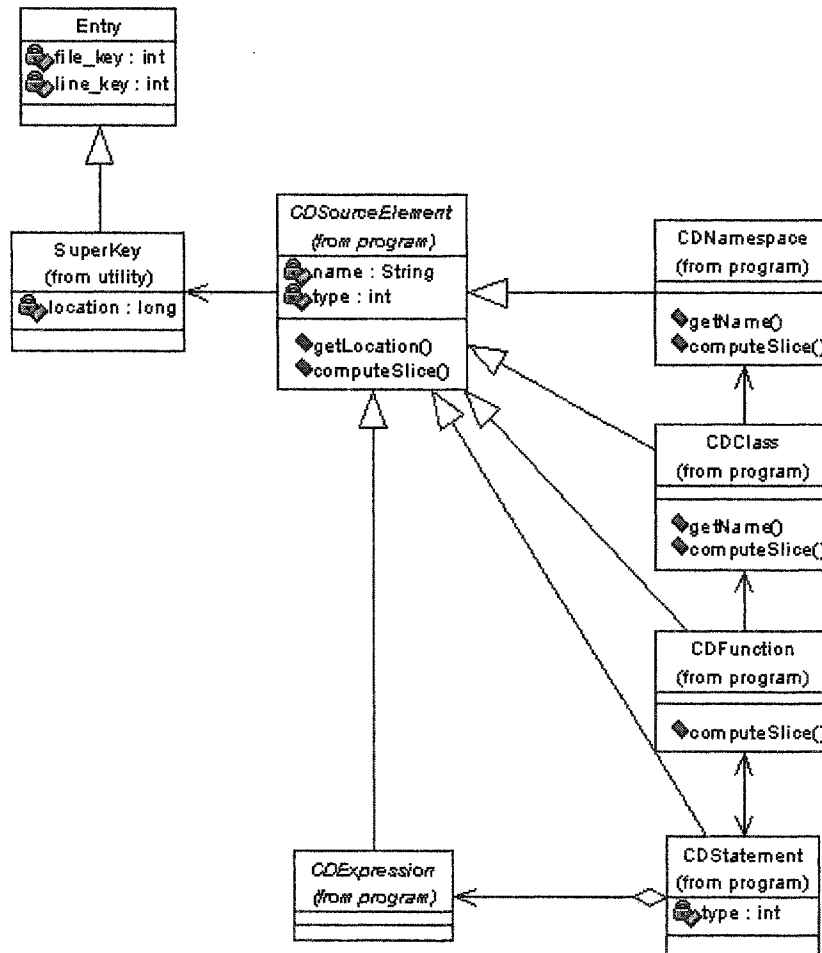 Entry
file_key : int
line_key : int
SuperKey
(from utility)
location : long
CDSourceElement
(from program)
name : String
type : int
getLocation()
computeSlice()
CDNamespace
(from program)
getName()
computeSlice()
CDClass
(from program)
getName()
computeSlice()
CDFunction
(from program)
computeSlice()
CDExpression
(from program)
CDStatement
(from program)
type : int